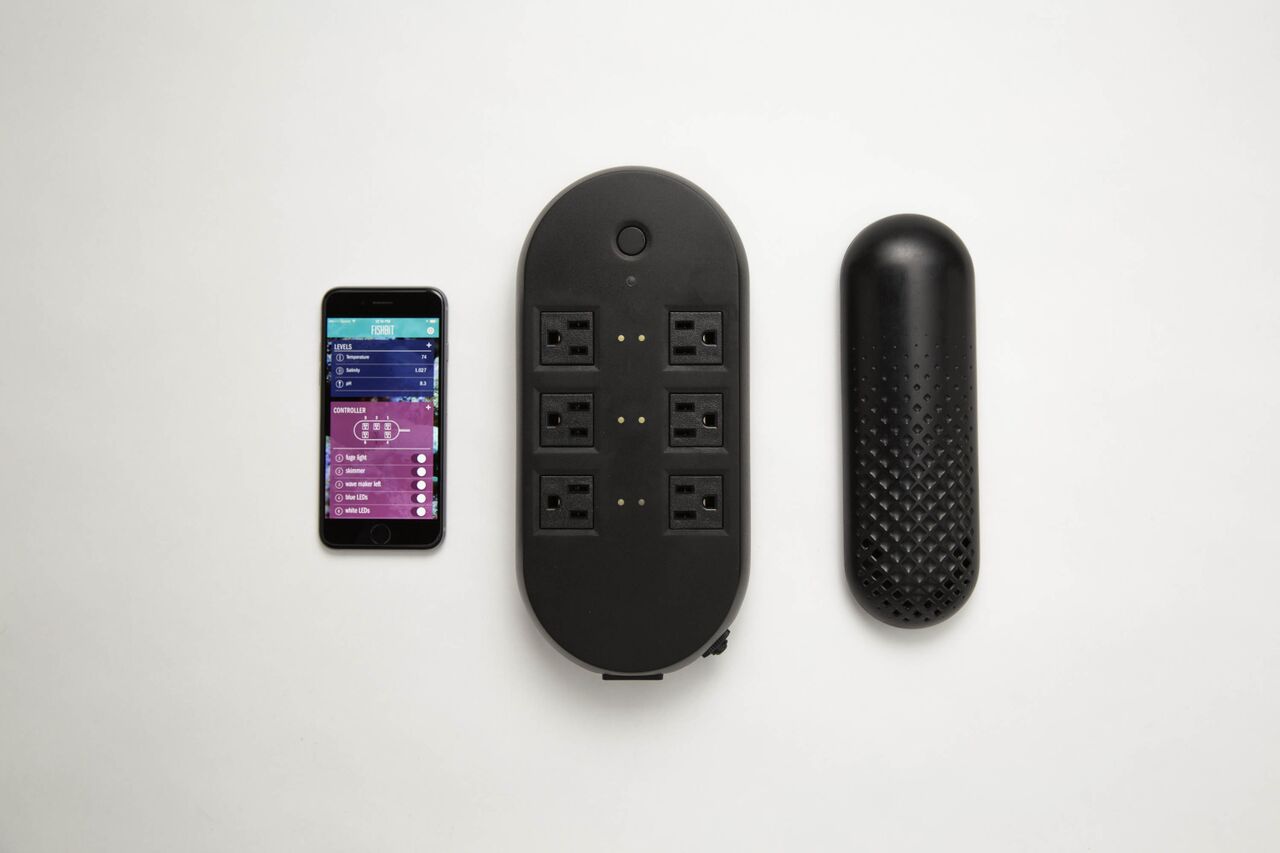 FISHBIT
LEVELS +
Temperature 74
Salinity 1.027
pH 8.3
CONTROLLER +
fuge light
skimmer
wave maker left
blue LEDs
white LEDs